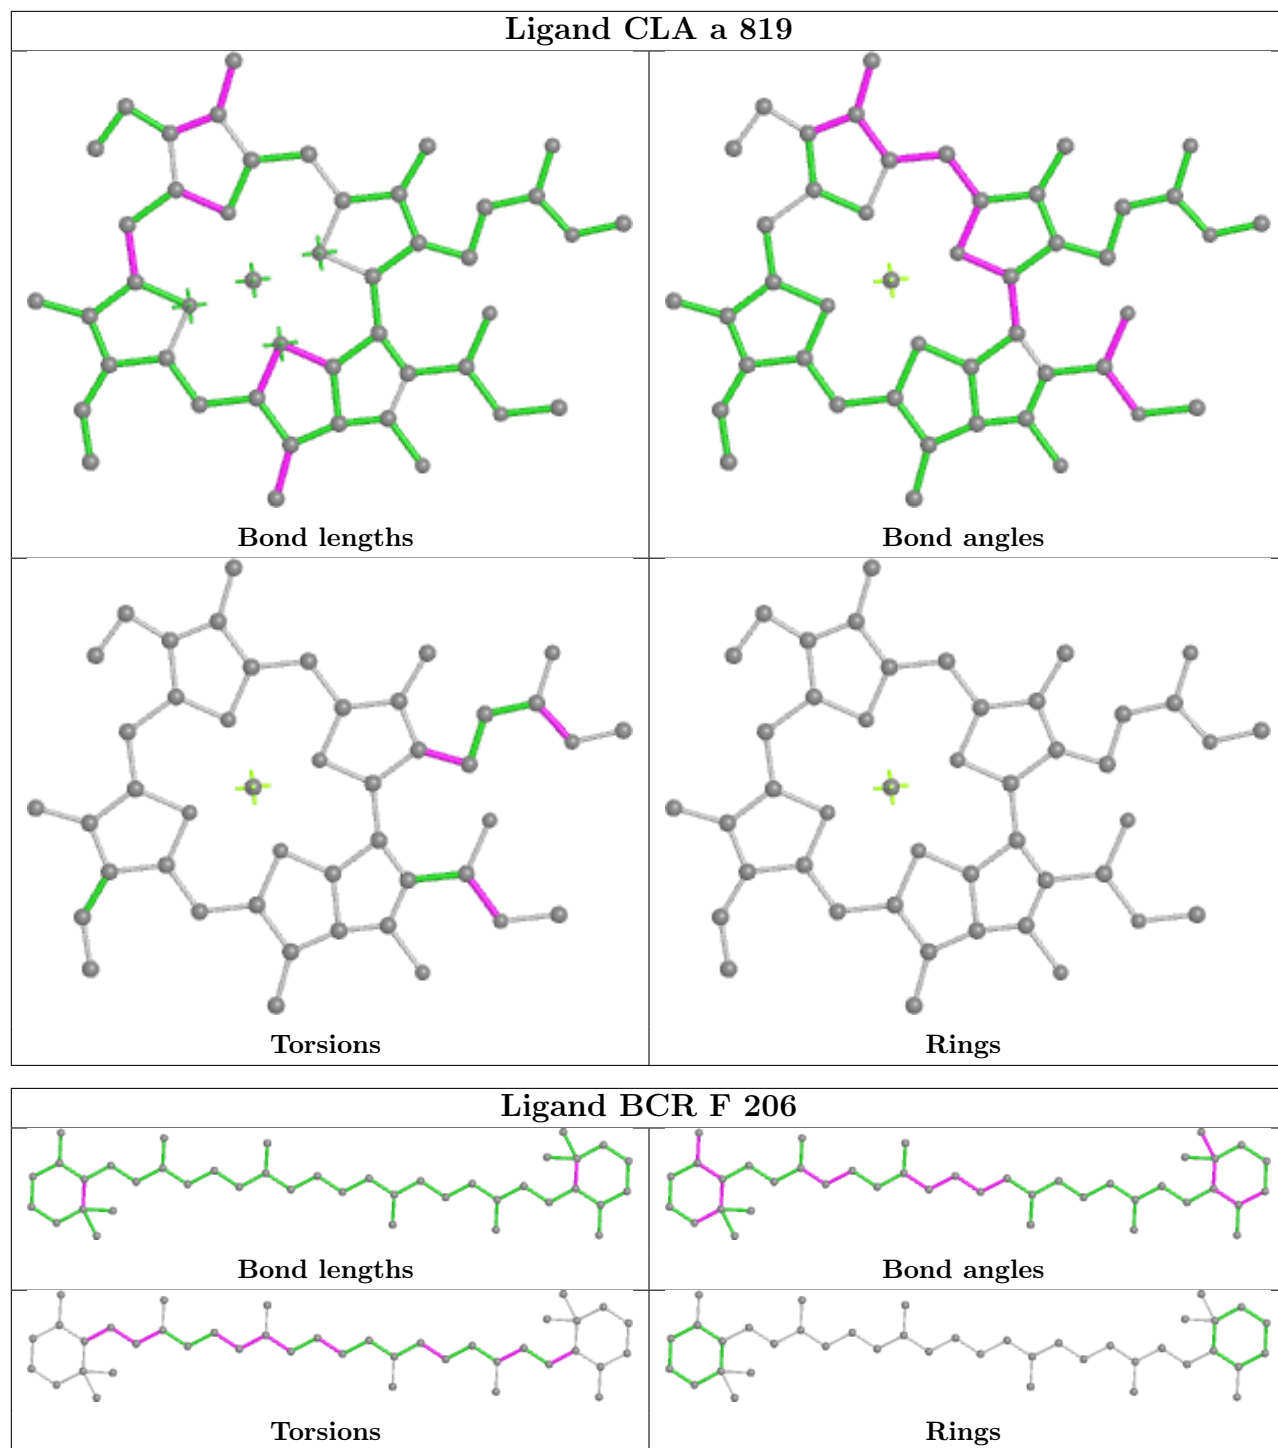 Ligand CLA a 819
Bond lengths
Bond angles
Torsions
Rings
Ligand BCR F 206
Bond lengths
Bond angles
Torsions
Rings